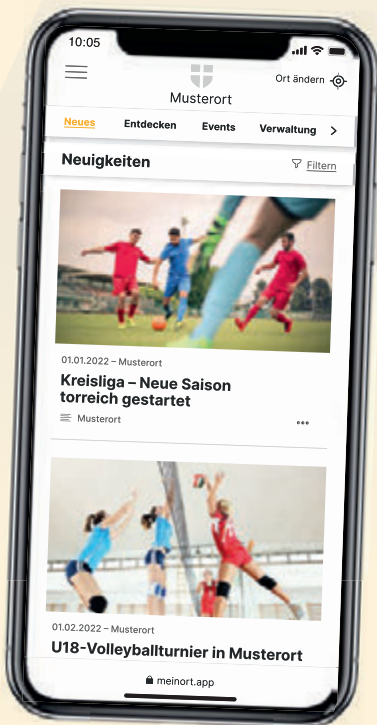 10:05
Ort ändern
Musterort
Neues Entdecken Events Verwaltung
Neuigkeiten Filtern
01.01.2022 – Musterort
Kreisliga – Neue Saison
torreich gestartet
Musterort
01.02.2022 – Musterort
U18-Volleyballturnier in Musterort
meinort.app